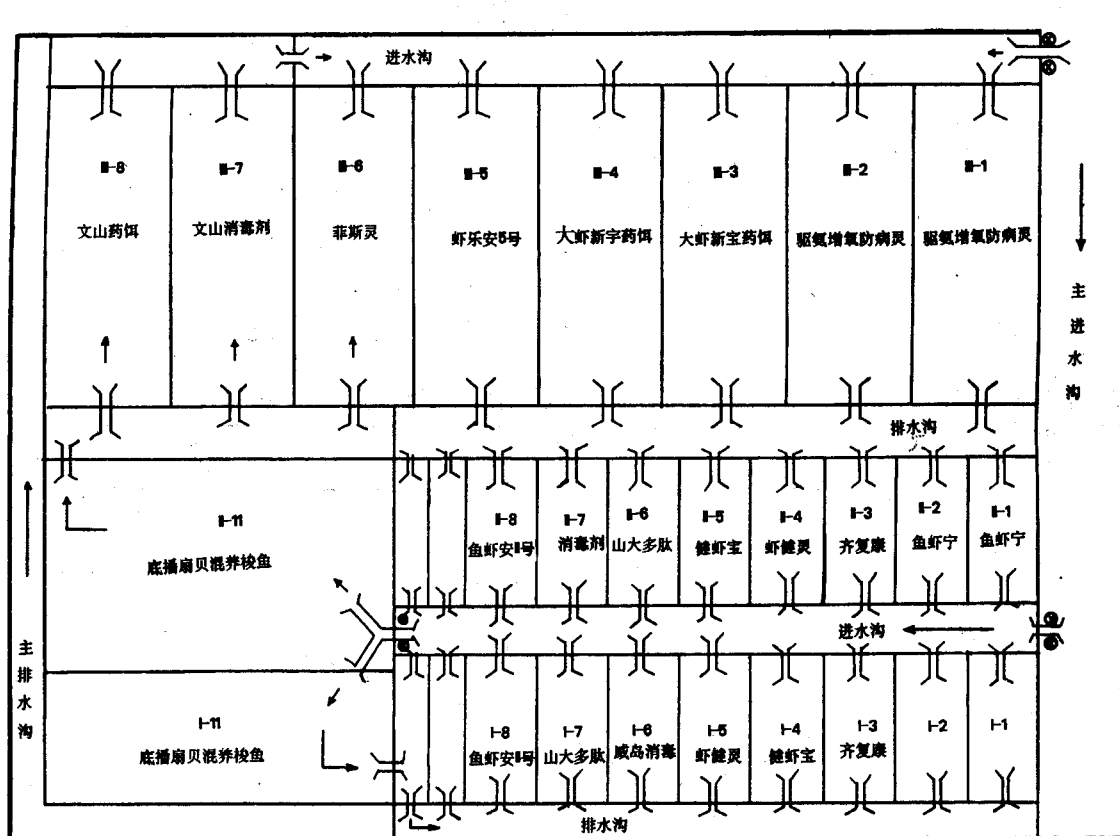 进水沟
Ⅲ-8
Ⅲ-7
Ⅲ-6
Ⅲ-5
Ⅲ-4
Ⅲ-3
Ⅲ-2
Ⅲ-1
文山药饵
文山消毒剂
菲斯灵
虾乐安5号
大虾新宇药饵
大虾新宝药饵
驱氨增氧防病灵
驱氨增氧防病灵
主进水沟
排水沟
Ⅱ-11
底播扇贝混养梭鱼
Ⅱ-8
Ⅱ-7
Ⅱ-6
Ⅱ-5
Ⅱ-4
Ⅱ-3
Ⅱ-2
Ⅱ-1
鱼虾安Ⅱ号
消毒剂
山大多肽
健虾宝
虾健灵
齐复康
鱼虾宁
鱼虾宁
进水沟
主排水沟
Ⅰ-11
底播扇贝混养梭鱼
Ⅰ-8
Ⅰ-7
Ⅰ-6
Ⅰ-5
Ⅰ-4
Ⅰ-3
Ⅰ-2
Ⅰ-1
鱼虾安Ⅱ号
山大多肽
威岛消毒
虾健灵
健虾宝
齐复康
排水沟